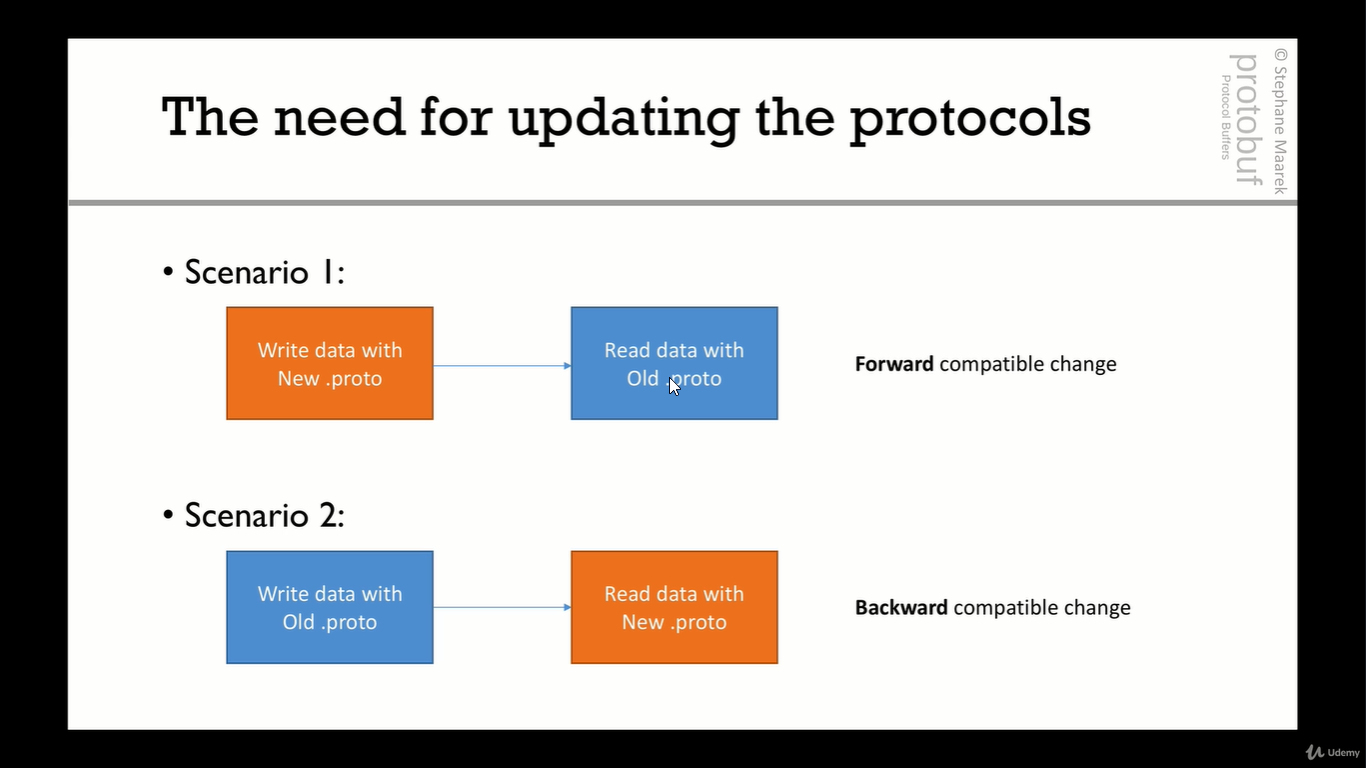 The need for updating the protocols
© Stephane Maarek
protobuf
Protocol Buffers
• Scenario 1:
Write data with
New .proto
Read data with
Old .proto
Forward compatible change
• Scenario 2:
Write data with
Old .proto
Read data with
New .proto
Backward compatible change
Udemy